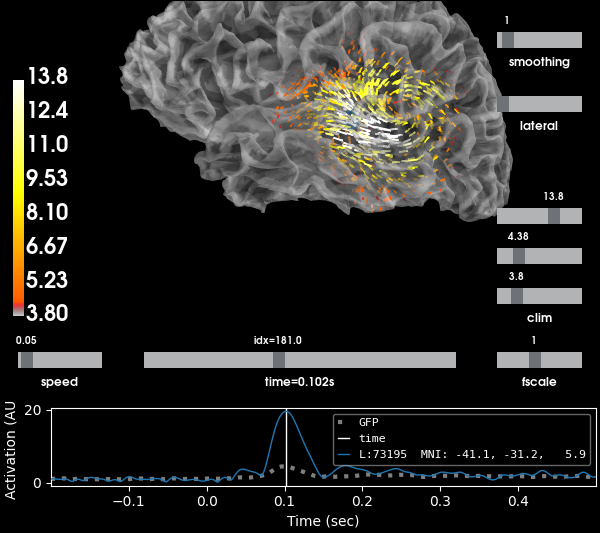 1
smoothing
lateral
13.8
12.4
11.0
9.53
8.10
6.67
5.23
3.80
13.8
4.38
3.8
clim
0.05
speed
idx=181.0
time=0.102s
1
fscale
Activation (AU
20
0
GFP
time
L:73195 MNI: -41.1, -31.2, 5.9
−0.1 0.0 0.1 0.2 0.3 0.4
Time (sec)